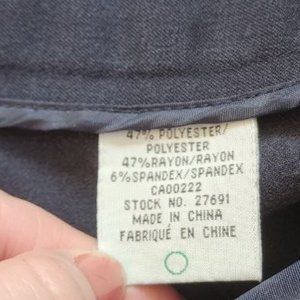 47% POLYESTER/
POLYESTER
47%RAYON/RAYON
6%SPANDEX/SPANDEX
CA00222
STOCK NO. 27691
MADE IN CHINA
FABRIQUÉ EN CHINE